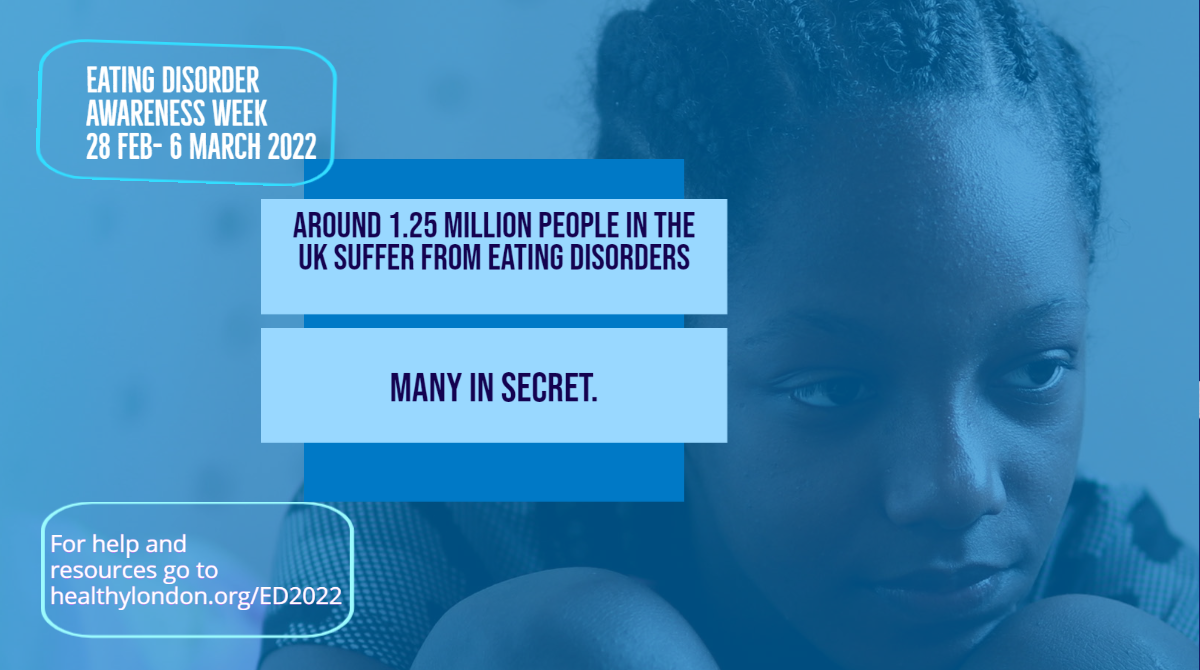 EATING DISORDER
AWARENESS WEEK
28 FEB- 6 MARCH 2022
AROUND 1.25 MILLION PEOPLE IN THE
UK SUFFER FROM EATING DISORDERS
MANY IN SECRET.
For help and
resources go to
healthylondon.org/ED2022